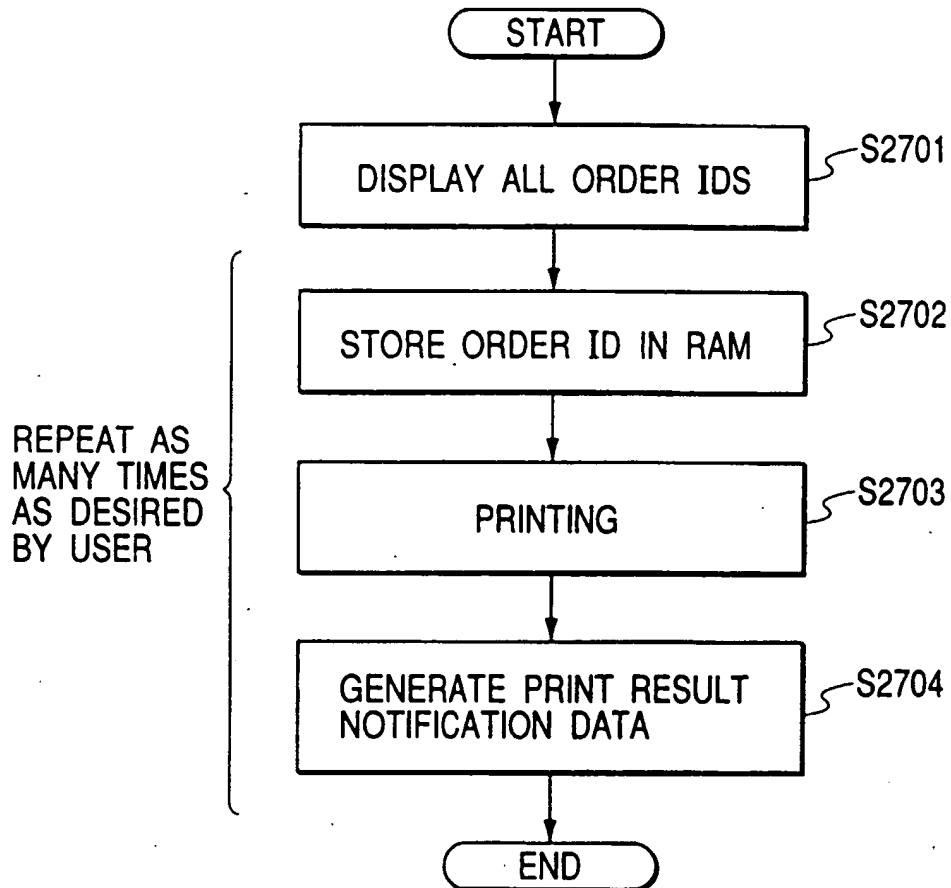 START
DISPLAY ALL ORDER IDS
S2701
STORE ORDER ID IN RAM
S2702
REPEAT AS
MANY TIMES
AS DESIRED
BY USER
PRINTING
S2703
GENERATE PRINT RESULT
NOTIFICATION DATA
S2704
END